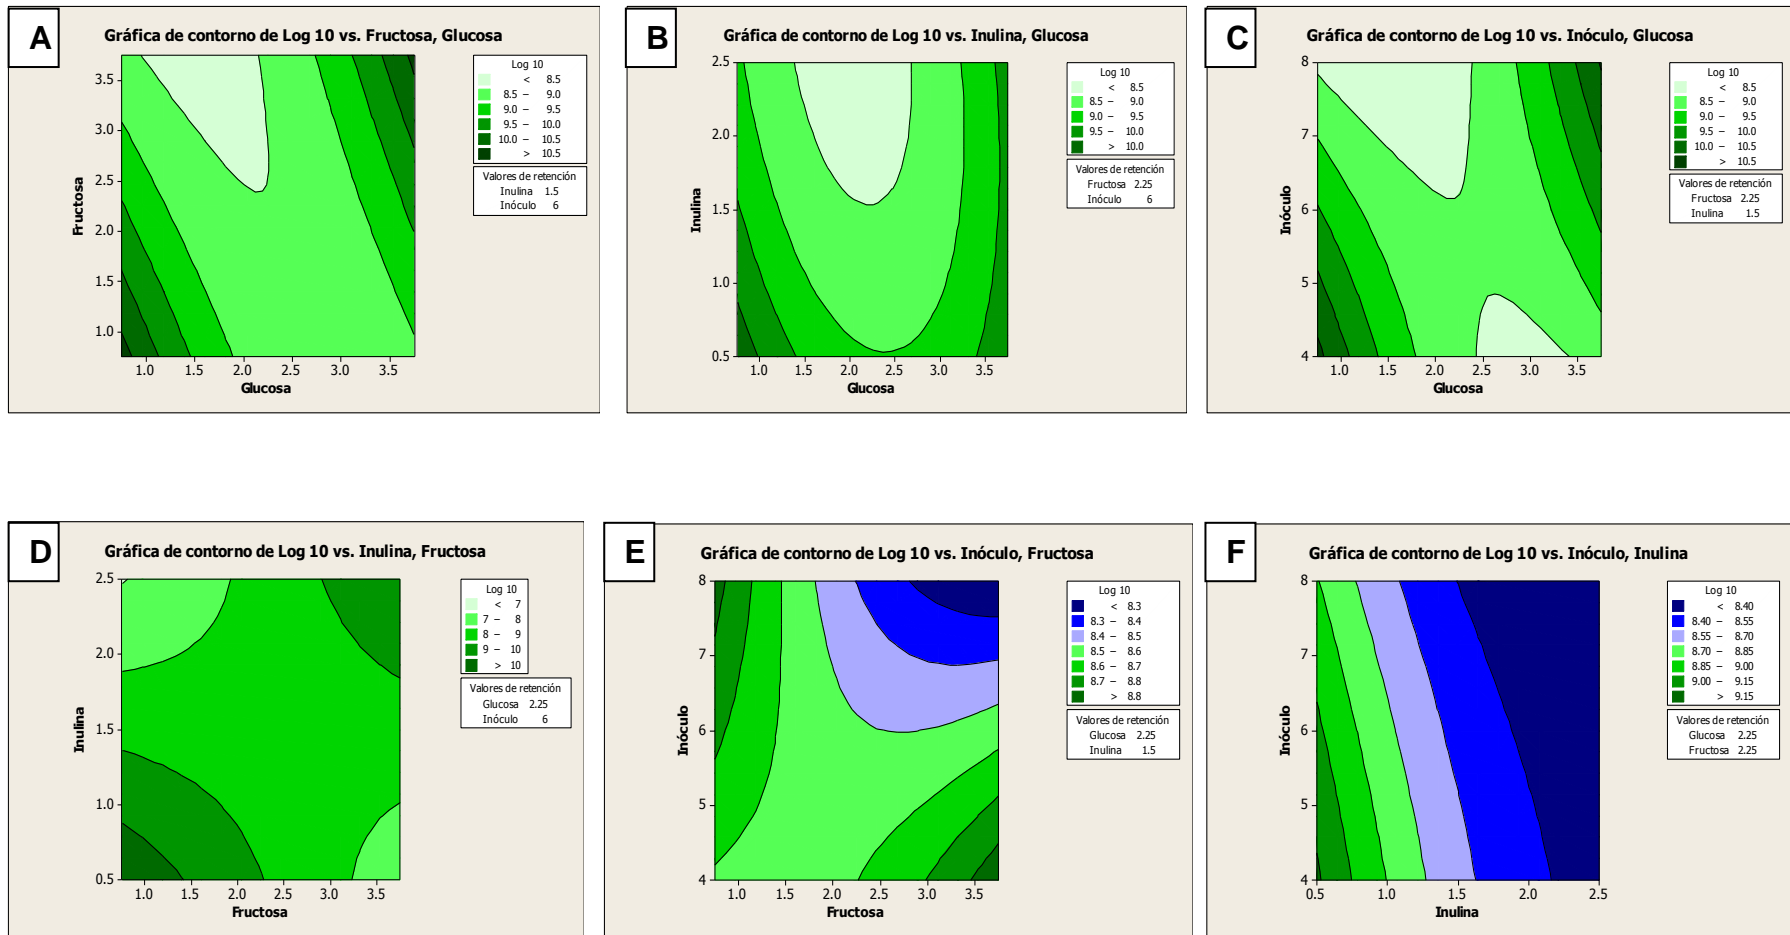 A
Gráfica de contorno de Log 10 vs. Fructosa, Glucosa
Fructosa
3.5
3.0
2.5
2.0
1.5
1.0
1.0 1.5 2.0 2.5 3.0 3.5
Glucosa
Log 10
< 8.5
8.5 – 9.0
9.0 – 9.5
9.5 – 10.0
10.0 – 10.5
> 10.5
Valores de retención
Inulina 1.5
Inóculo 6
B
Gráfica de contorno de Log 10 vs. Inulina, Glucosa
Inulina
2.5
2.0
1.5
1.0
0.5
1.0 1.5 2.0 2.5 3.0 3.5
Glucosa
Log 10
< 8.5
8.5 – 9.0
9.0 – 9.5
9.5 – 10.0
> 10.0
Valores de retención
Fructosa 2.25
Inóculo 6
C
Gráfica de contorno de Log 10 vs. Inóculo, Glucosa
Inóculo
8
7
6
5
4
1.0 1.5 2.0 2.5 3.0 3.5
Glucosa
Log 10
< 8.5
8.5 – 9.0
9.0 – 9.5
9.5 – 10.0
10.0 – 10.5
> 10.5
Valores de retención
Fructosa 2.25
Inulina 1.5
D
Gráfica de contorno de Log 10 vs. Inulina, Fructosa
Inulina
2.5
2.0
1.5
1.0
0.5
1.0 1.5 2.0 2.5 3.0 3.5
Fructosa
Log 10
< 7
7 – 8
8 – 9
9 – 10
> 10
Valores de retención
Glucosa 2.25
Inóculo 6
E
Gráfica de contorno de Log 10 vs. Inóculo, Fructosa
Inóculo
8
7
6
5
4
1.0 1.5 2.0 2.5 3.0 3.5
Fructosa
Log 10
< 8.3
8.3 – 8.4
8.4 – 8.5
8.5 – 8.6
8.6 – 8.7
8.7 – 8.8
> 8.8
Valores de retención
Glucosa 2.25
Inulina 1.5
F
Gráfica de contorno de Log 10 vs. Inóculo, Inulina
Inóculo
8
7
6
5
4
0.5 1.0 1.5 2.0 2.5
Inulina
Log 10
< 8.40
8.40 – 8.55
8.55 – 8.70
8.70 – 8.85
8.85 – 9.00
9.00 – 9.15
> 9.15
Valores de retención
Glucosa 2.25
Fructosa 2.25